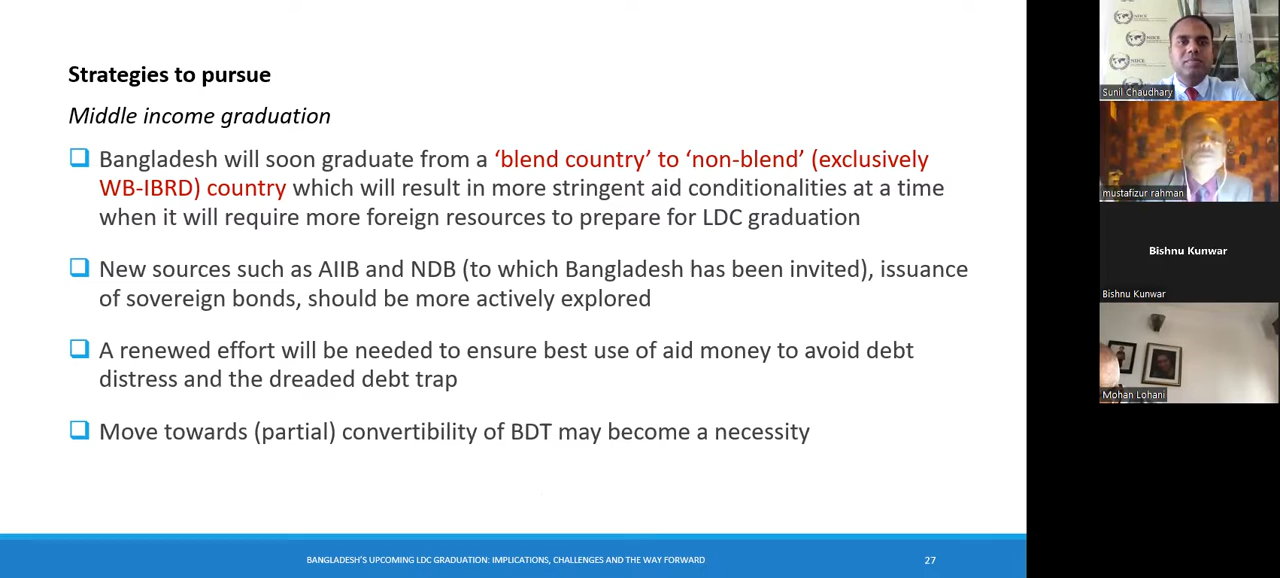 Strategies to pursue
Middle income graduation
Bangladesh will soon graduate from a ‘blend country’ to ‘non-blend’ (exclusively
WB-IBRD) country which will result in more stringent aid conditionalities at a time
when it will require more foreign resources to prepare for LDC graduation
New sources such as AIIB and NDB (to which Bangladesh has been invited), issuance
of sovereign bonds, should be more actively explored
A renewed effort will be needed to ensure best use of aid money to avoid debt
distress and the dreaded debt trap
Move towards (partial) convertibility of BDT may become a necessity
BANGLADESH’S UPCOMING LDC GRADUATION: IMPLICATIONS, CHALLENGES AND THE WAY FORWARD
27
Sunil Chaudhary
mustafizur rahman
Bishnu Kunwar
Bishnu Kunwar
Mohan Lohani